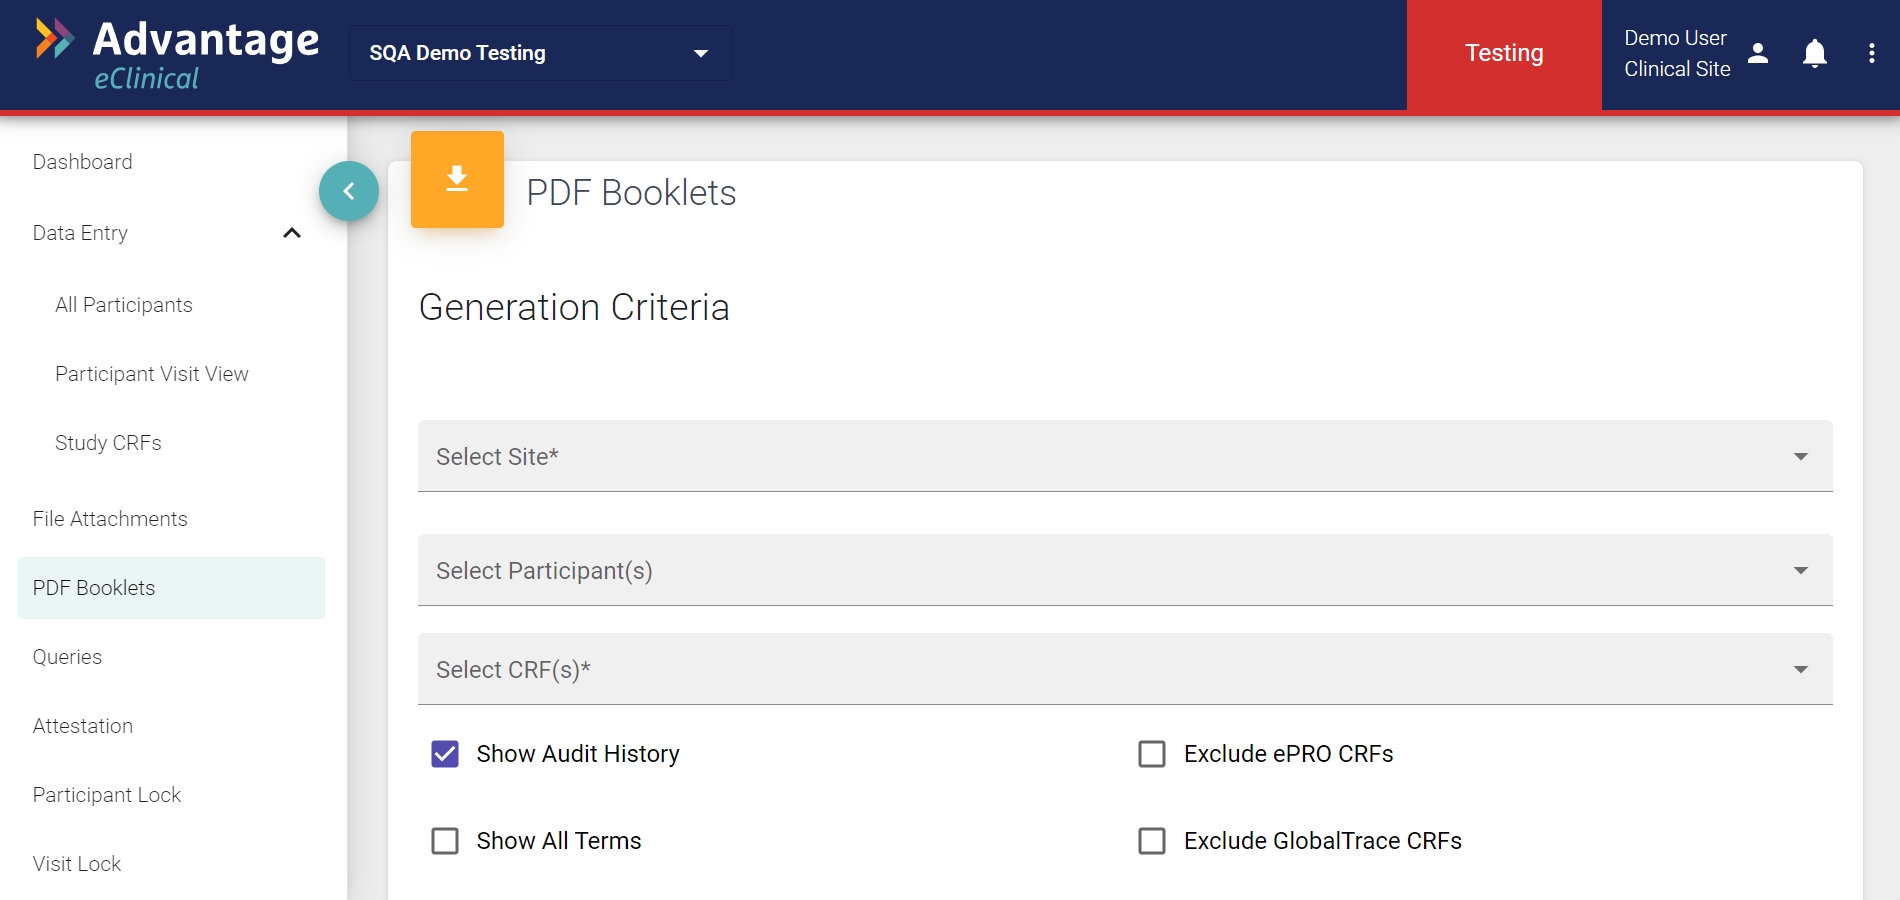 Advantage
eClinical
SQA Demo Testing
Testing
Demo User
Clinical Site
Dashboard
Data Entry
All Participants
Participant Visit View
Study CRFs
File Attachments
PDF Booklets
Queries
Attestation
Participant Lock
Visit Lock
PDF Booklets
Generation Criteria
Select Site*
Select Participant(s)
Select CRF(s)*
Show Audit History
Exclude ePRO CRFs
Show All Terms
Exclude GlobalTrace CRFs